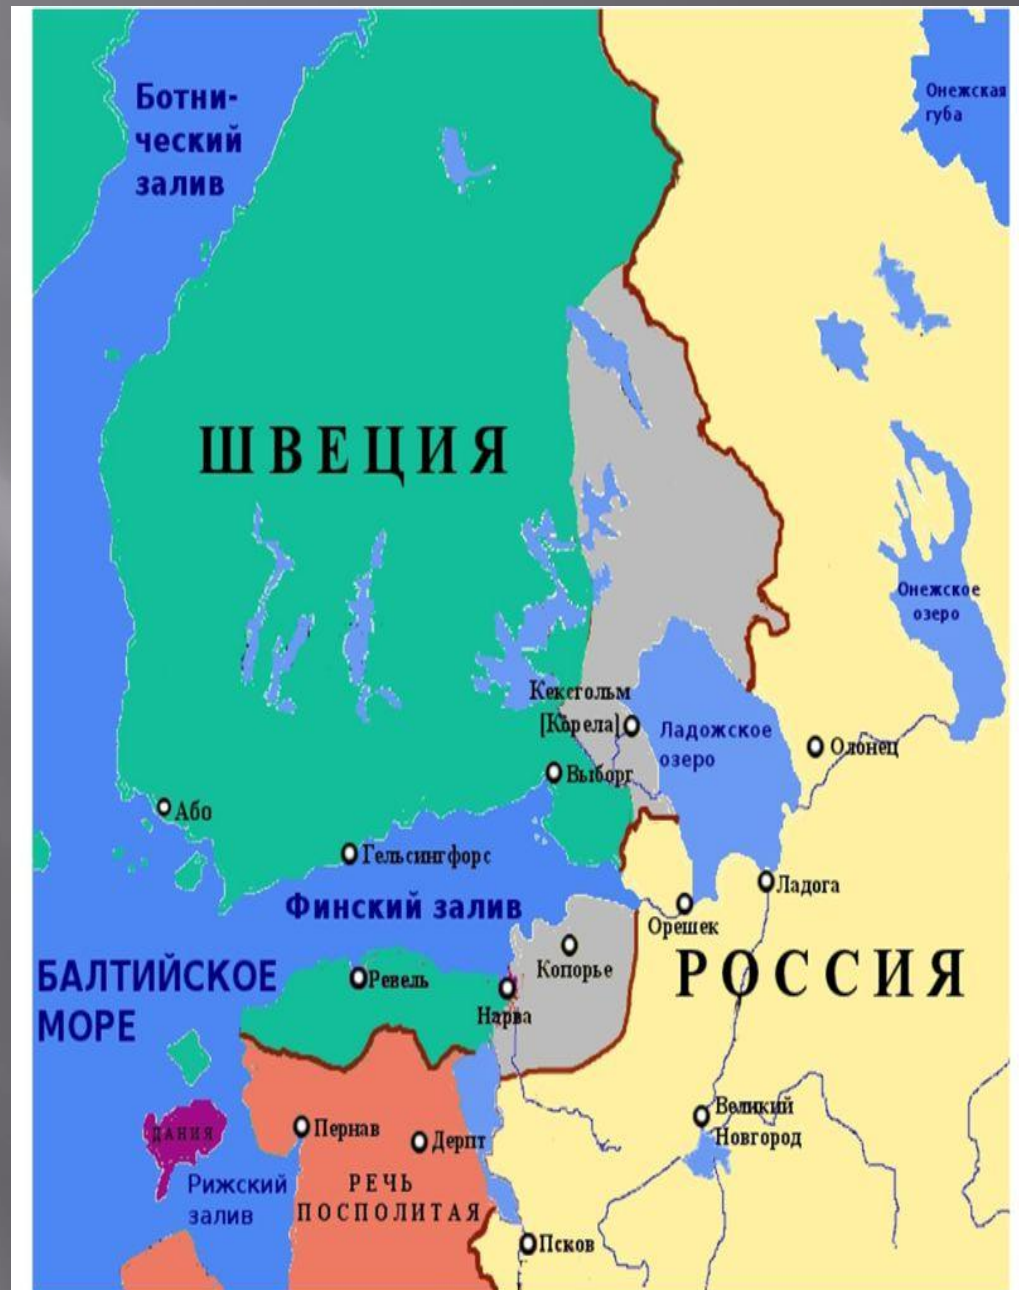 Ботни-
ческий
залив
Онежская
губа
ШВЕЦИЯ
Онежское
озеро
Кексгольм
[Корела]
Ладожское
озеро
Олонец
Выборг
Або
Гельсингфорс
Ладога
Финский залив
Орешек
Копорье
РОССИЯ
БАЛТИЙСКОЕ
МОРЕ
Ревель
Нарва
Великий
Новгород
ДАНИЯ
Пернав
Дерпт
Рижский
залив
РЕЧЬ
ПОСПОЛИТАЯ
Псков